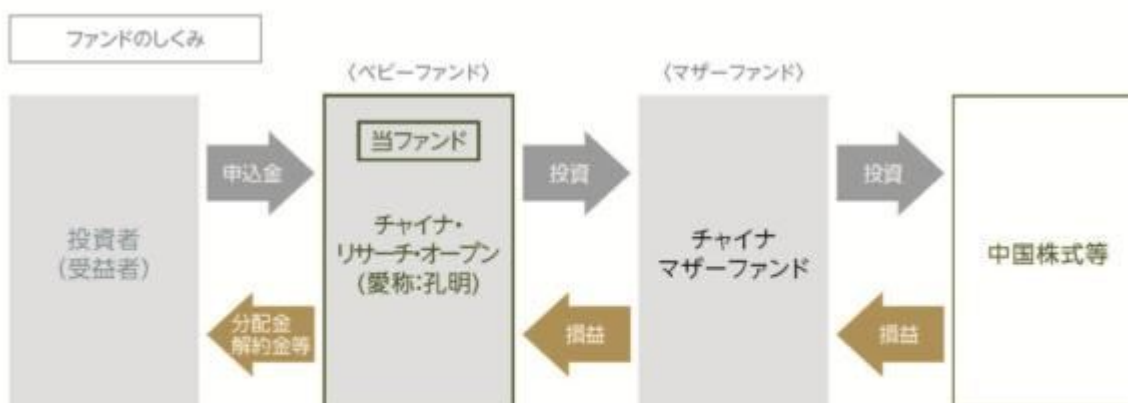 ファンドのしくみ
〈ベビーファンド〉
〈マザーファンド〉
投資者
(受益者)
申込金
分配金
解約金等
当ファンド
チャイナ・
リサーチ・オープン
(愛称:孔明)
投資
損益
チャイナ
マザーファンド
投資
損益
中国株式等